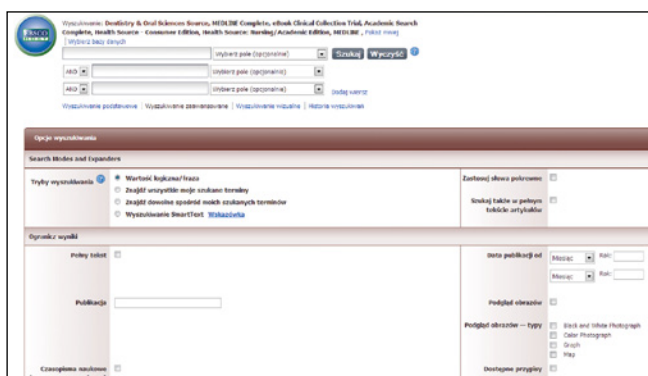 Wyszukiwanie: Dentistry & Oral Sciences Source, MEDLINE Complete, eBook Clinical Collection Trial, Academic Search
Complete, Health Source - Consumer Edition, Health Source: Nursing/Academic Edition, MEDLINE, Pokaż mniej
Wybierz bazy danych
Wybierz pole (opcjonalnie) Szukaj Wyczyść
AND Wybierz pole (opcjonalnie)
AND Wybierz pole (opcjonalnie) Dodaj wiersz
Wyszukiwanie podstawowe | Wyszukiwanie zaawansowane | Wyszukiwanie wizualne | Historia wyszukiwań
Opcje wyszukiwania
Search Modes and Expanders
Tryby wyszukiwania
Wartość logiczna/fraza
Znajdź wszystkie moje szukane terminy
Znajdź dowolne spośród moich szukanych terminów
Wyszukiwanie SmartText Wskazówka
Zastosuj słowa pokrewne
Szukaj także w pełnym
tekście artykułów
Ogranicz wyniki
Pełny tekst
Data publikacji od Miesiąc Rok:
Miesiąc Rok:
Publikacja
Podgląd obrazów
Podgląd obrazów — typy
Black and White Photograph
Color Photograph
Graph
Map
Czasopisma naukowe
Dostępne przypisy